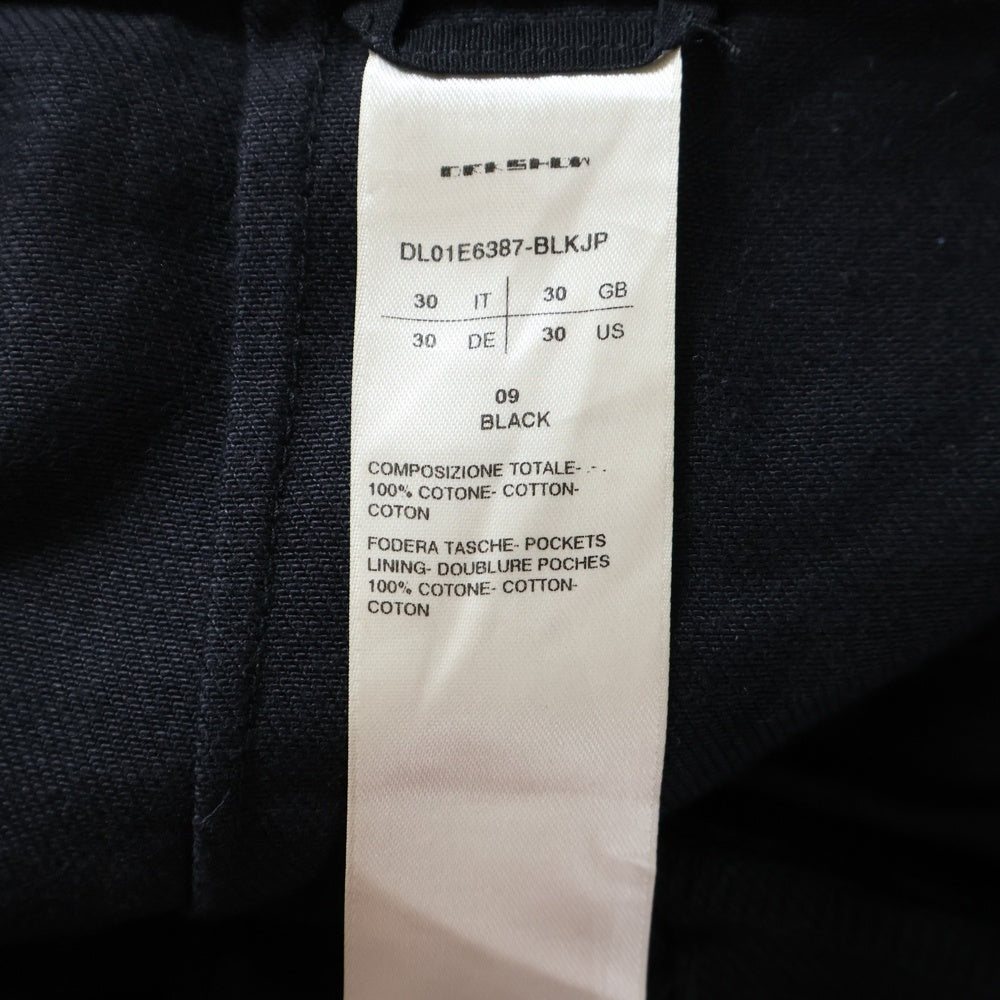 DRKSHDW
DL01E6387-BLKJP
30 IT 30 GB
30 DE 30 US
09
BLACK
COMPOSIZIONE TOTALE- - .
100% COTONE- COTTON-
COTON
FODERA TASCHE- POCKETS
LINING- DOUBLURE POCHES
100% COTONE- COTTON-
COTON